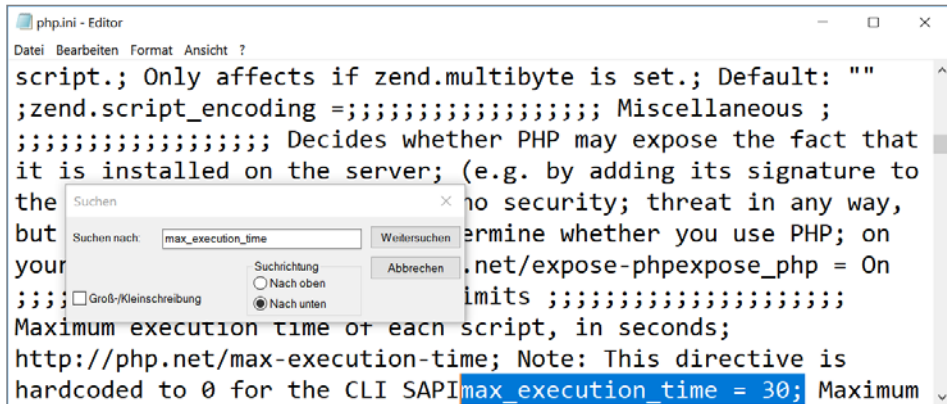 php.ini - Editor
Datei Bearbeiten Format Ansicht ?
script.; Only affects if zend.multibyte is set.; Default: ""
;zend.script_encoding =;;;;;;;;;;;;;;;;;;; Miscellaneous ;
;;;;;;;;;;;;;;;;;; Decides whether PHP may expose the fact that
it is installed on the server; (e.g. by adding its signature to
the no security; threat in any way,
but ermine whether you use PHP; on
your .net/expose-phpexpose_php = On
;;;; imits ;;;;;;;;;;;;;;;;;;;;;
Suchen
Suchen nach: max_execution_time Weitersuchen
Suchrichtung Abbrechen
Nach oben
Groß-/Kleinschreibung Nach unten
Maximum execution time of each script, in seconds;
http://php.net/max-execution-time; Note: This directive is
hardcoded to 0 for the CLI SAPImax_execution_time = 30; Maximum